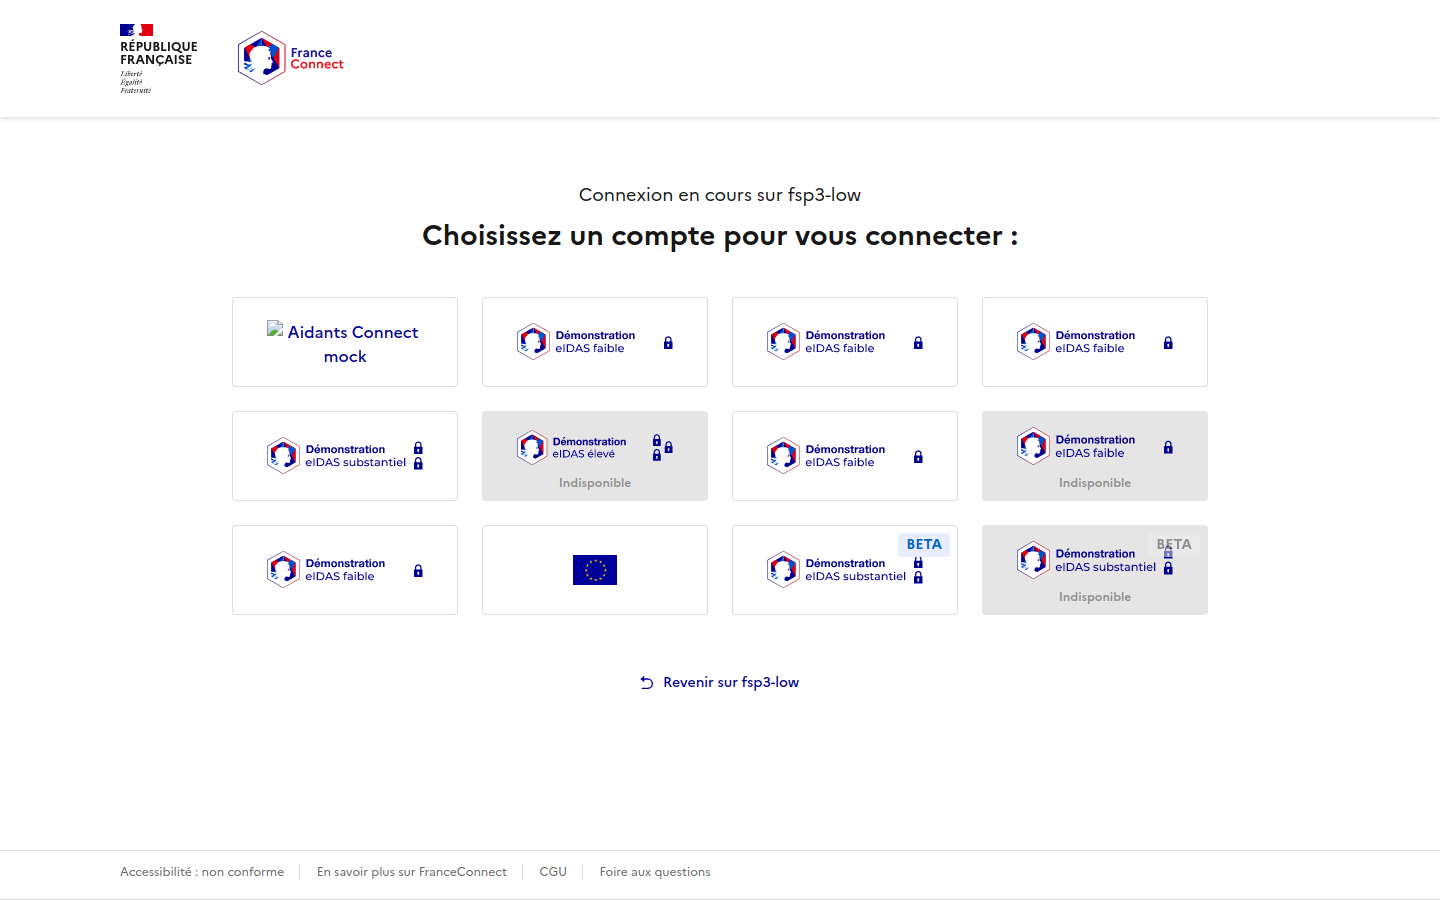 RÉPUBLIQUE
FRANÇAISE
Liberté
Égalité
Fraternité
France
Connect
Connexion en cours sur fsp3-low
Choisissez un compte pour vous connecter :
Aidants Connect
mock
Démonstration
eIDAS faible
Démonstration
eIDAS faible
Démonstration
eIDAS faible
Démonstration
eIDAS substantiel
Démonstration
eIDAS élevé
Indisponible
Démonstration
eIDAS faible
Démonstration
eIDAS faible
Indisponible
Démonstration
eIDAS faible
BETA
Démonstration
eIDAS substantiel
BETA
Démonstration
eIDAS substantiel
Indisponible
Revenir sur fsp3-low
Accessibilité : non conforme
En savoir plus sur FranceConnect
CGU
Foire aux questions